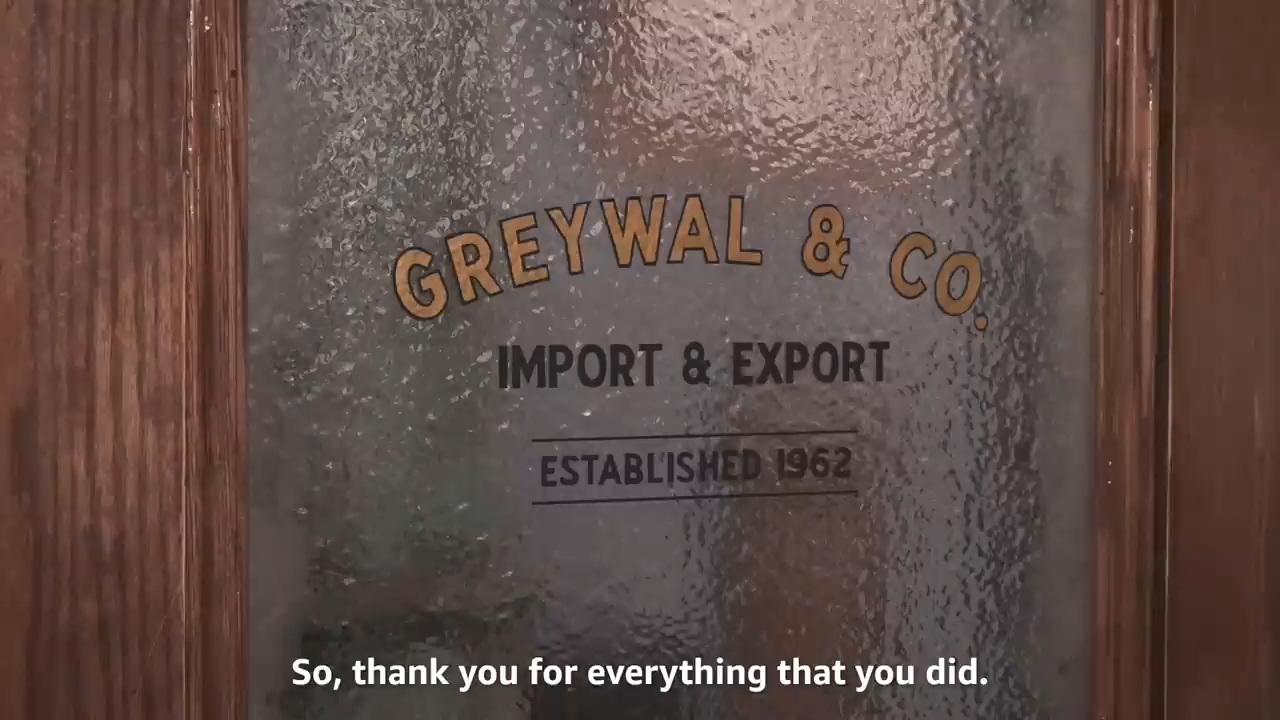 GREYWAL & CO.
IMPORT & EXPORT
ESTABLISHED 1962
So, thank you for everything that you did.